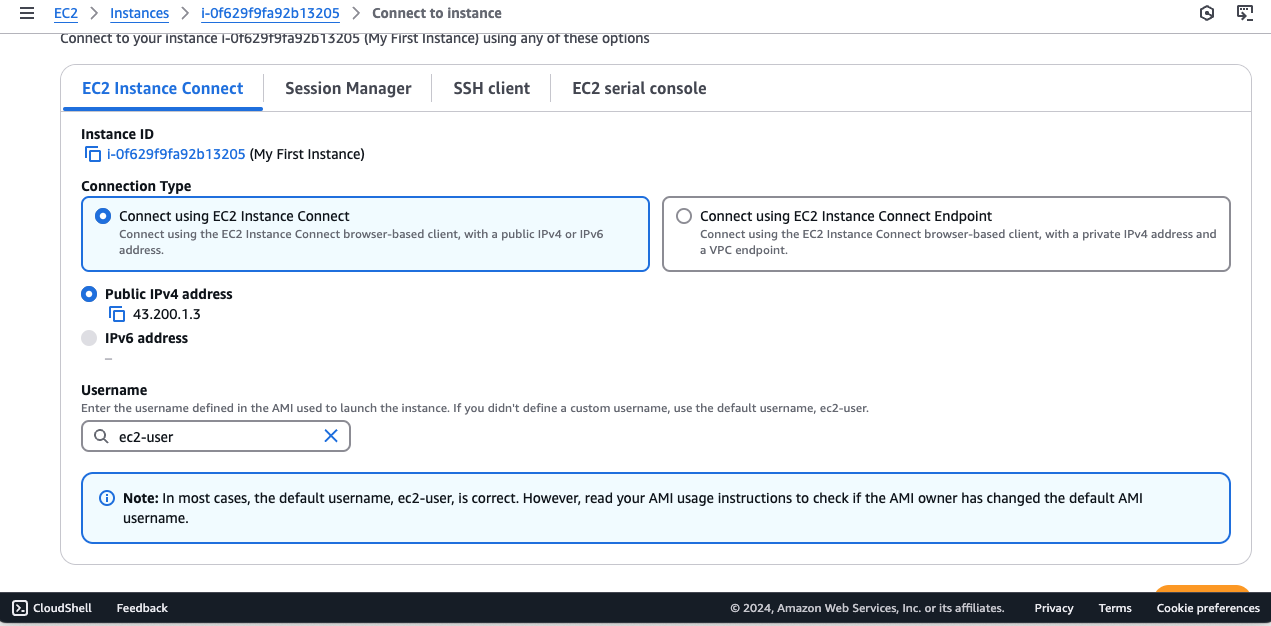 EC2 > Instances > i-0f629f9fa92b13205 > Connect to instance
Connect to your instance i-0f629f9fa92b13205 (My First Instance) using any of these options
EC2 Instance Connect
Session Manager
SSH client
EC2 serial console
Instance ID
i-0f629f9fa92b13205 (My First Instance)
Connection Type
Connect using EC2 Instance Connect
Connect using the EC2 Instance Connect browser-based client, with a public IPv4 or IPv6
address.
Connect using EC2 Instance Connect Endpoint
Connect using the EC2 Instance Connect browser-based client, with a private IPv4 address and
a VPC endpoint.
Public IPv4 address
43.200.1.3
IPv6 address
–
Username
Enter the username defined in the AMI used to launch the instance. If you didn't define a custom username, use the default username, ec2-user.
ec2-user
Note: In most cases, the default username, ec2-user, is correct. However, read your AMI usage instructions to check if the AMI owner has changed the default AMI
username.
CloudShell
Feedback
© 2024, Amazon Web Services, Inc. or its affiliates.
Privacy
Terms
Cookie preferences